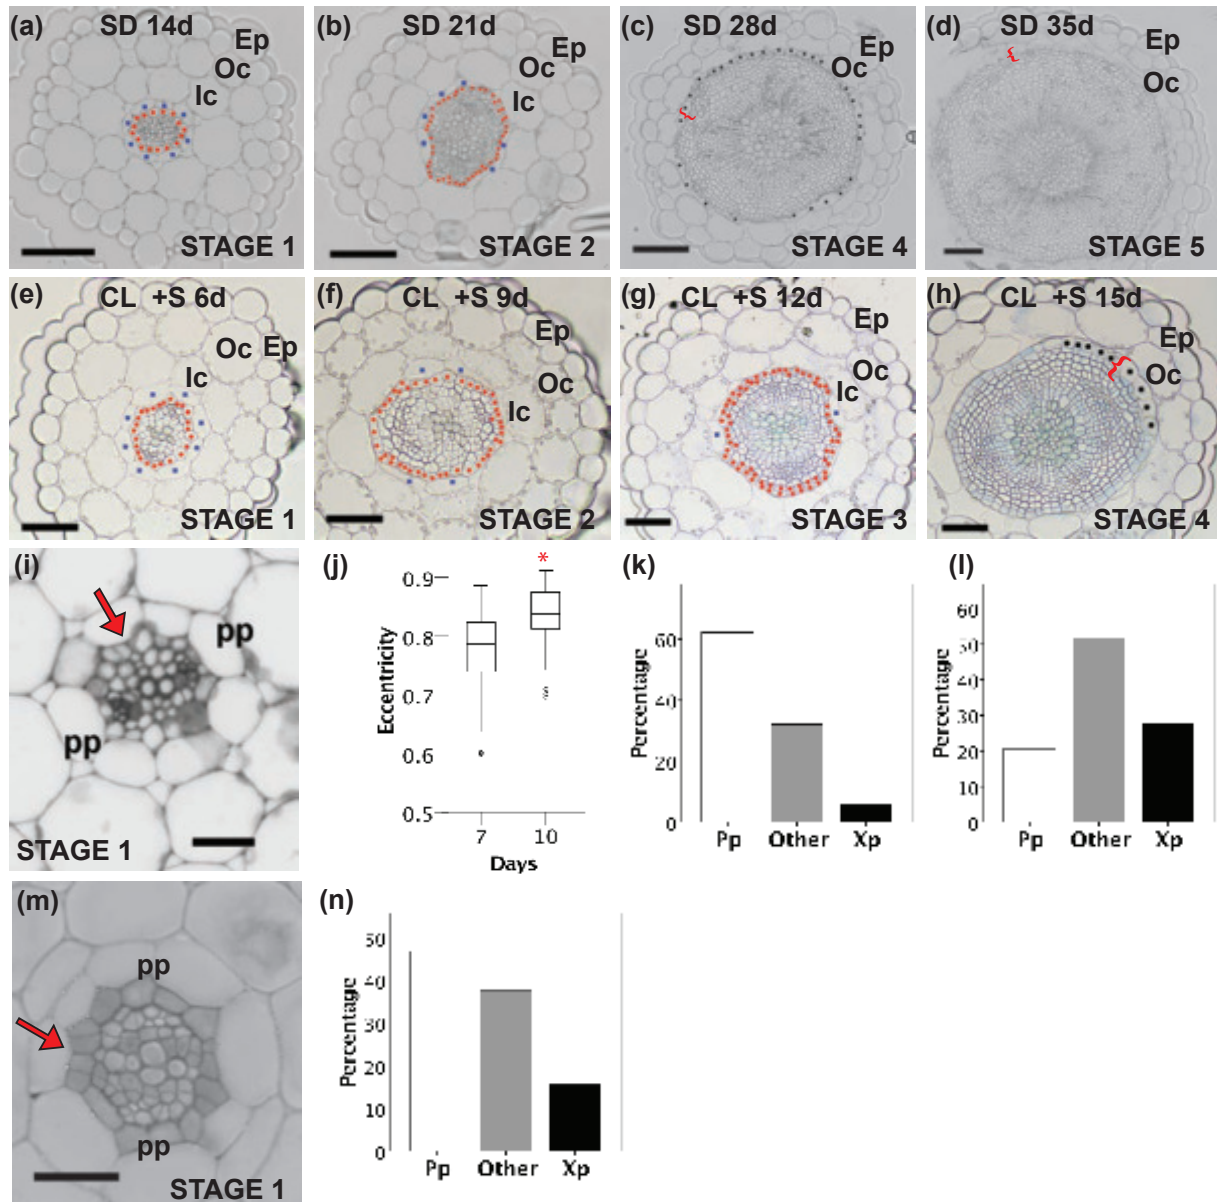 (a) SD 14d
Ep
Oc
Ic
STAGE 1
(b) SD 21d
Ep
Oc
Ic
STAGE 2
(c) SD 28d
Ep
Oc
STAGE 4
(d) SD 35d
Ep
Oc
STAGE 5
(e) CL +S 6d
Oc Ep
Ic
STAGE 1
(f) CL +S 9d
Ep
Oc
Ic
STAGE 2
(g) CL +S 12d
Ep
Oc
Ic
STAGE 3
(h) CL +S 15d
Ep
Oc
STAGE 4
(i)
pp
pp
STAGE 1
(j)
*
0.9
0.8
0.7
0.6
0.5
Eccentricity
7 10
Days
(k)
60
40
20
0
Percentage
Pp Other Xp
(l)
60
50
40
30
20
10
0
Percentage
Pp Other Xp
(m)
pp
pp
STAGE 1
(n)
50
40
30
20
10
0
Percentage
Pp Other Xp